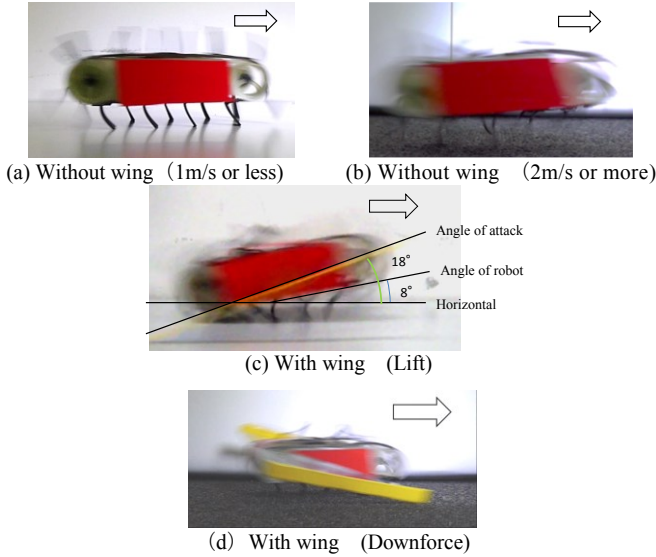 (a) Without wing（1m/s or less)
(b) Without wing （2m/s or more)
Angle of attack
18°
Angle of robot
8°
Horizontal
(c) With wing (Lift)
(d）With wing (Downforce)